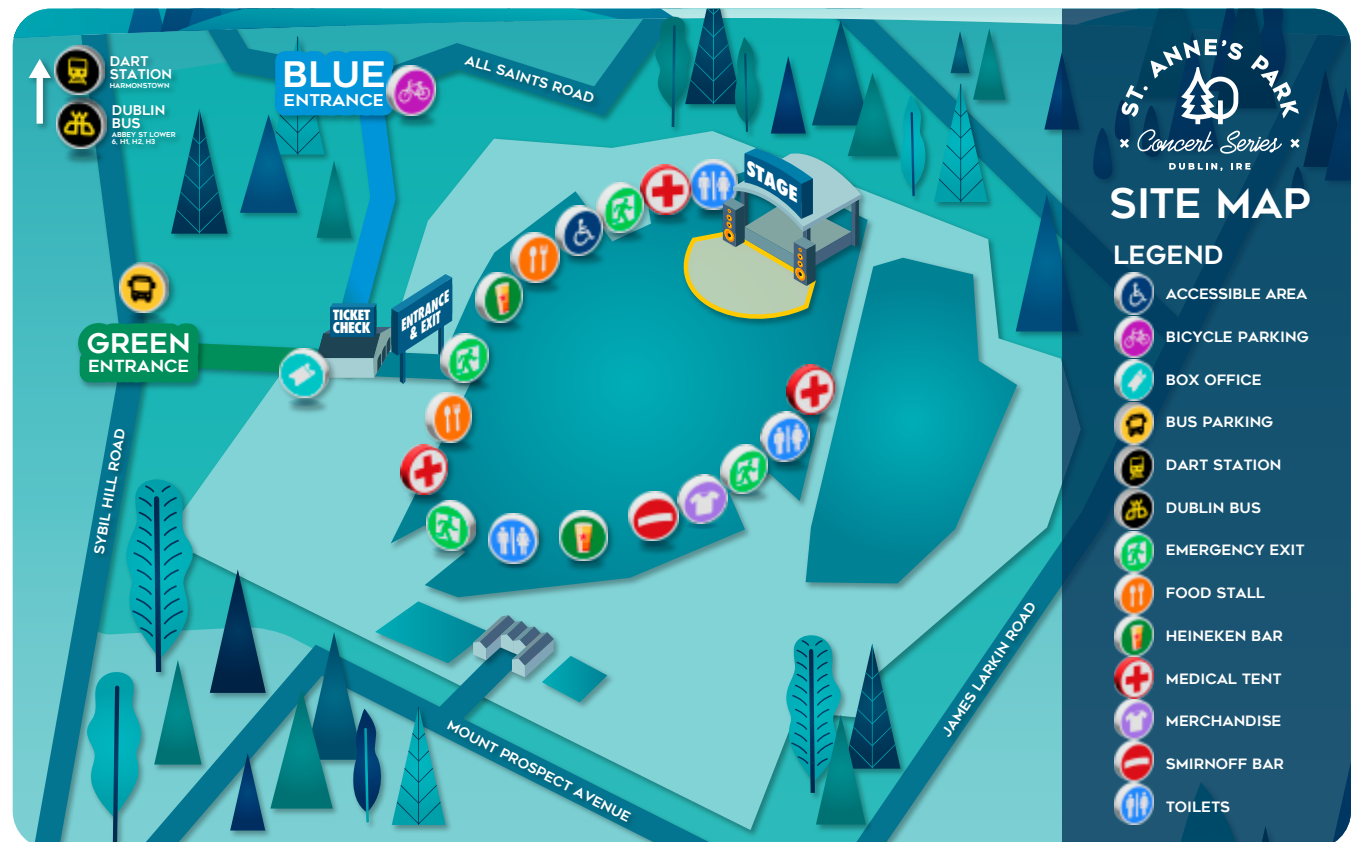 DART
STATION
HARMONSTOWN
DUBLIN
BUS
ABBEY ST LOWER
6, H1, H2, H3
BLUE
ENTRANCE
ALL SAINTS ROAD
STAGE
TICKET
CHECK
ENTRANCE
& EXIT
GREEN
ENTRANCE
SYBIL HILL ROAD
MOUNT PROSPECT AVENUE
JAMES LARKIN ROAD
ST. ANNE'S PARK
Concert Series
DUBLIN, IRE
SITE MAP
LEGEND
ACCESSIBLE AREA
BICYCLE PARKING
BOX OFFICE
BUS PARKING
DART STATION
DUBLIN BUS
EMERGENCY EXIT
FOOD STALL
HEINEKEN BAR
MEDICAL TENT
MERCHANDISE
SMIRNOFF BAR
TOILETS